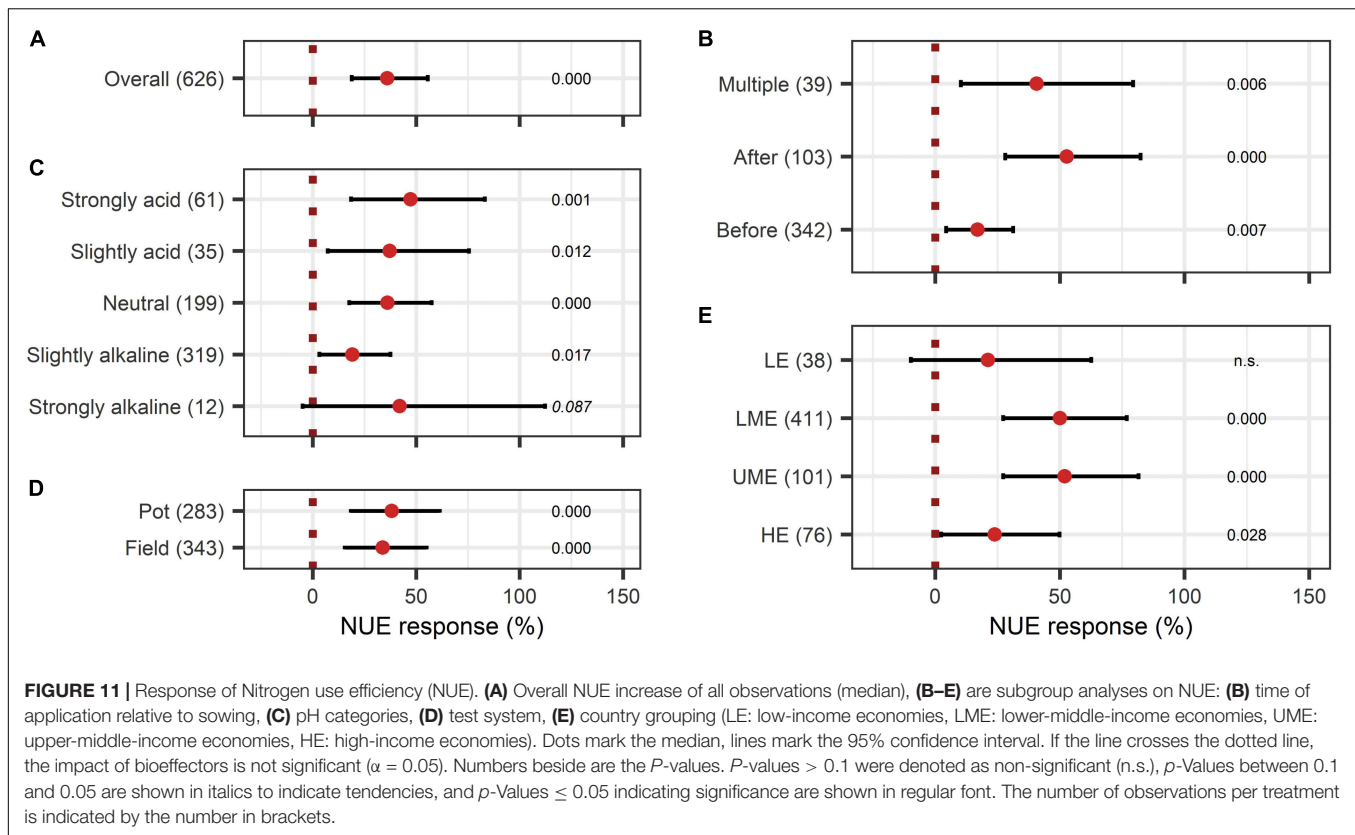 A
Overall (626)
0.000
C
Strongly acid (61)
0.001
Slightly acid (35)
0.012
Neutral (199)
0.000
Slightly alkaline (319)
0.017
Strongly alkaline (12)
0.087
D
Pot (283)
0.000
Field (343)
0.000
0 50 100 150
NUE response (%)
B
Multiple (39)
0.006
After (103)
0.000
Before (342)
0.007
E
LE (38)
n.s.
LME (411)
0.000
UME (101)
0.000
HE (76)
0.028
0 50 100 150
NUE response (%)
FIGURE 11 | Response of Nitrogen use efficiency (NUE). (A) Overall NUE increase of all observations (median), (B–E) are subgroup analyses on NUE: (B) time of
application relative to sowing, (C) pH categories, (D) test system, (E) country grouping (LE: low-income economies, LME: lower-middle-income economies, UME:
upper-middle-income economies, HE: high-income economies). Dots mark the median, lines mark the 95% confidence interval. If the line crosses the dotted line,
the impact of bioeffectors is not significant (α = 0.05). Numbers beside are the P-values. P-values > 0.1 were denoted as non-significant (n.s.), p-Values between 0.1
and 0.05 are shown in italics to indicate tendencies, and p-Values ≤ 0.05 indicating significance are shown in regular font. The number of observations per treatment
is indicated by the number in brackets.